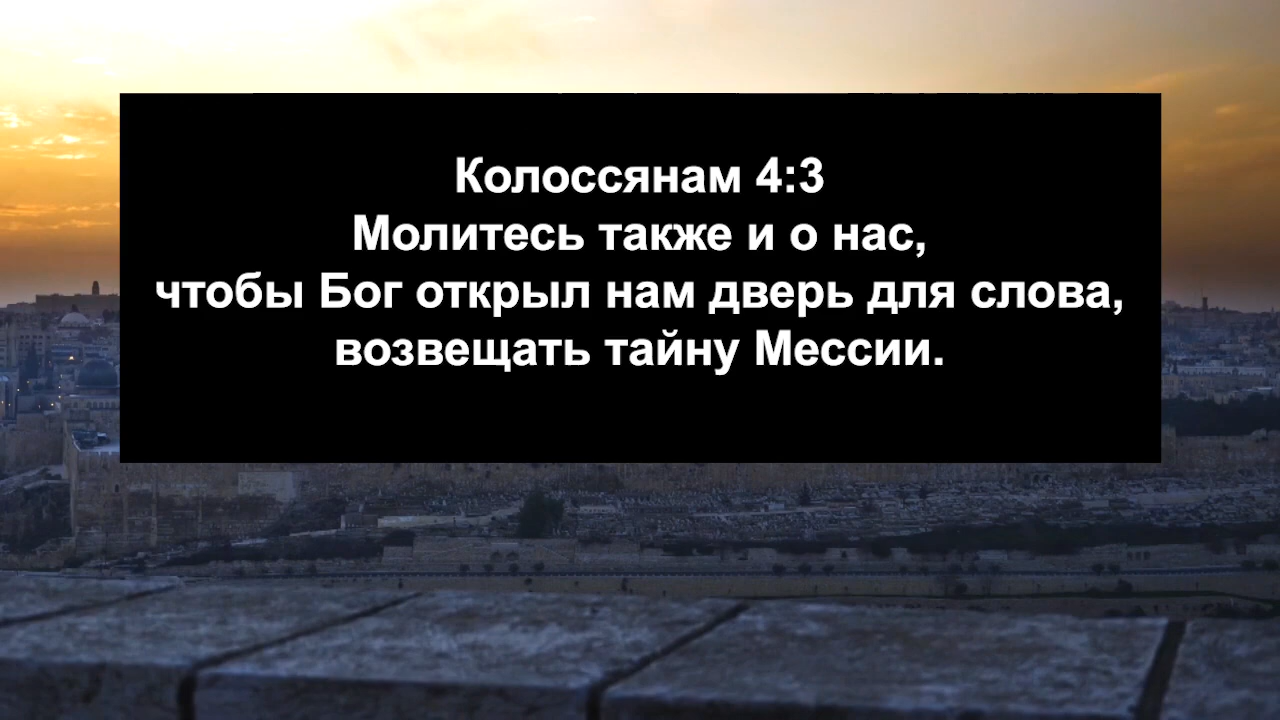 Колоссянам 4:3
Молитесь также и о нас,
чтобы Бог открыл нам дверь для слова,
возвещать тайну Мессии.